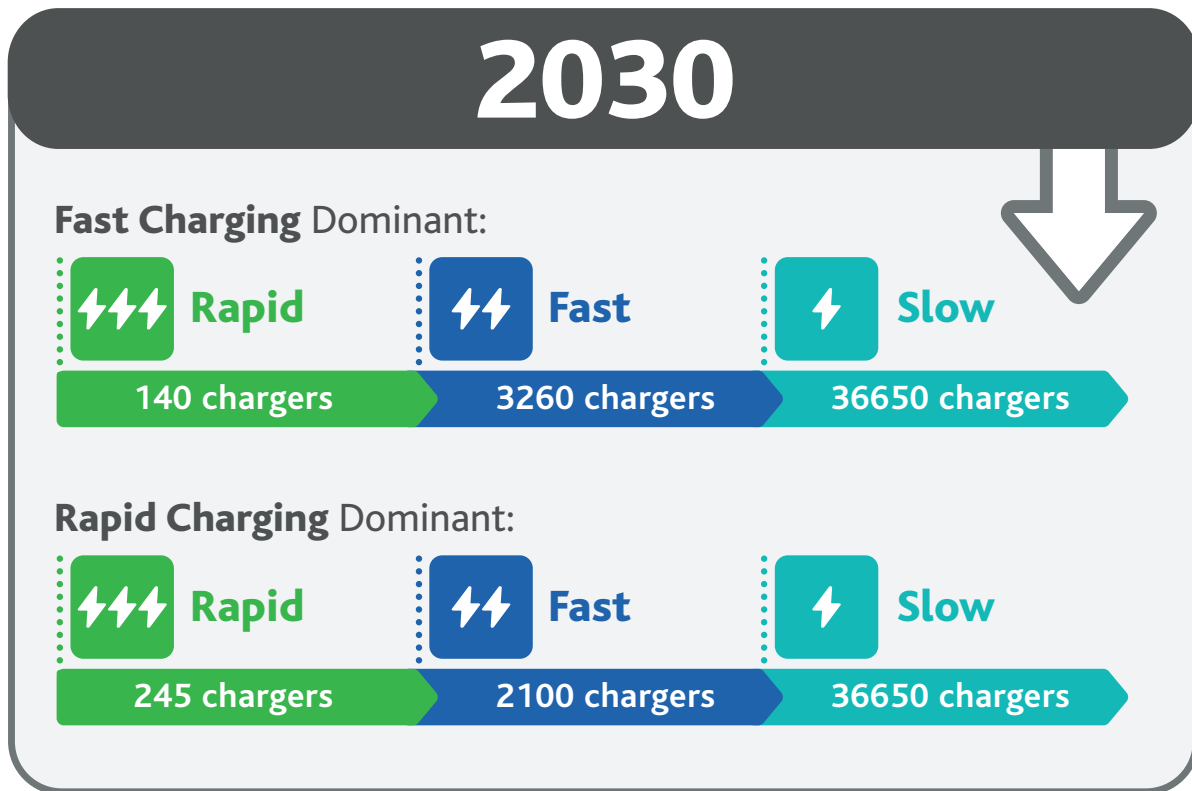 2030
Fast Charging Dominant:
Rapid Fast Slow
140 chargers 3260 chargers 36650 chargers
Rapid Charging Dominant:
Rapid Fast Slow
245 chargers 2100 chargers 36650 chargers